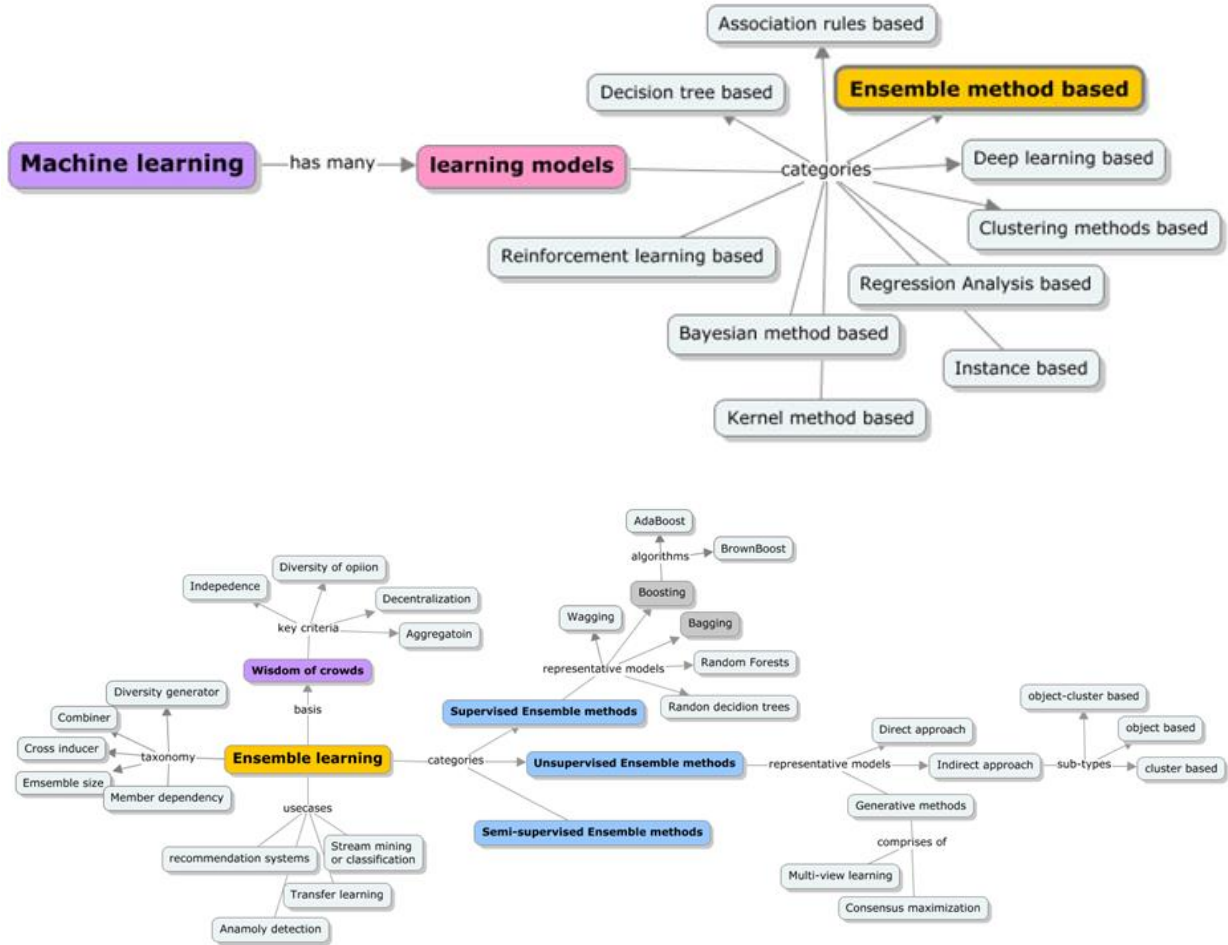 Association rules based
Ensemble method based
Decision tree based
Machine learning
has many
learning models
categories
Deep learning based
Clustering methods based
Reinforcement learning based
Regression Analysis based
Bayesian method based
Instance based
Kernel method based
AdaBoost
algorithms
BrownBoost
Diversity of opiion
Indepedence
Decentralization
Boosting
Wagging
Bagging
key criteria
Aggregatoin
Wisdom of crowds
representative models
Random Forests
Diversity generator
Randon decidion trees
object-cluster based
Combiner
basis
Supervised Ensemble methods
Direct approach
object based
Cross inducer
taxonomy
Ensemble learning
categories
Unsupervised Ensemble methods
representative models
Indirect approach
sub-types
cluster based
Emsemble size
Member dependency
usecases
Generative methods
Semi-supervised Ensemble methods
comprises of
recommendation systems
Stream mining
or classification
Multi-view learning
Transfer learning
Consensus maximization
Anamoly detection